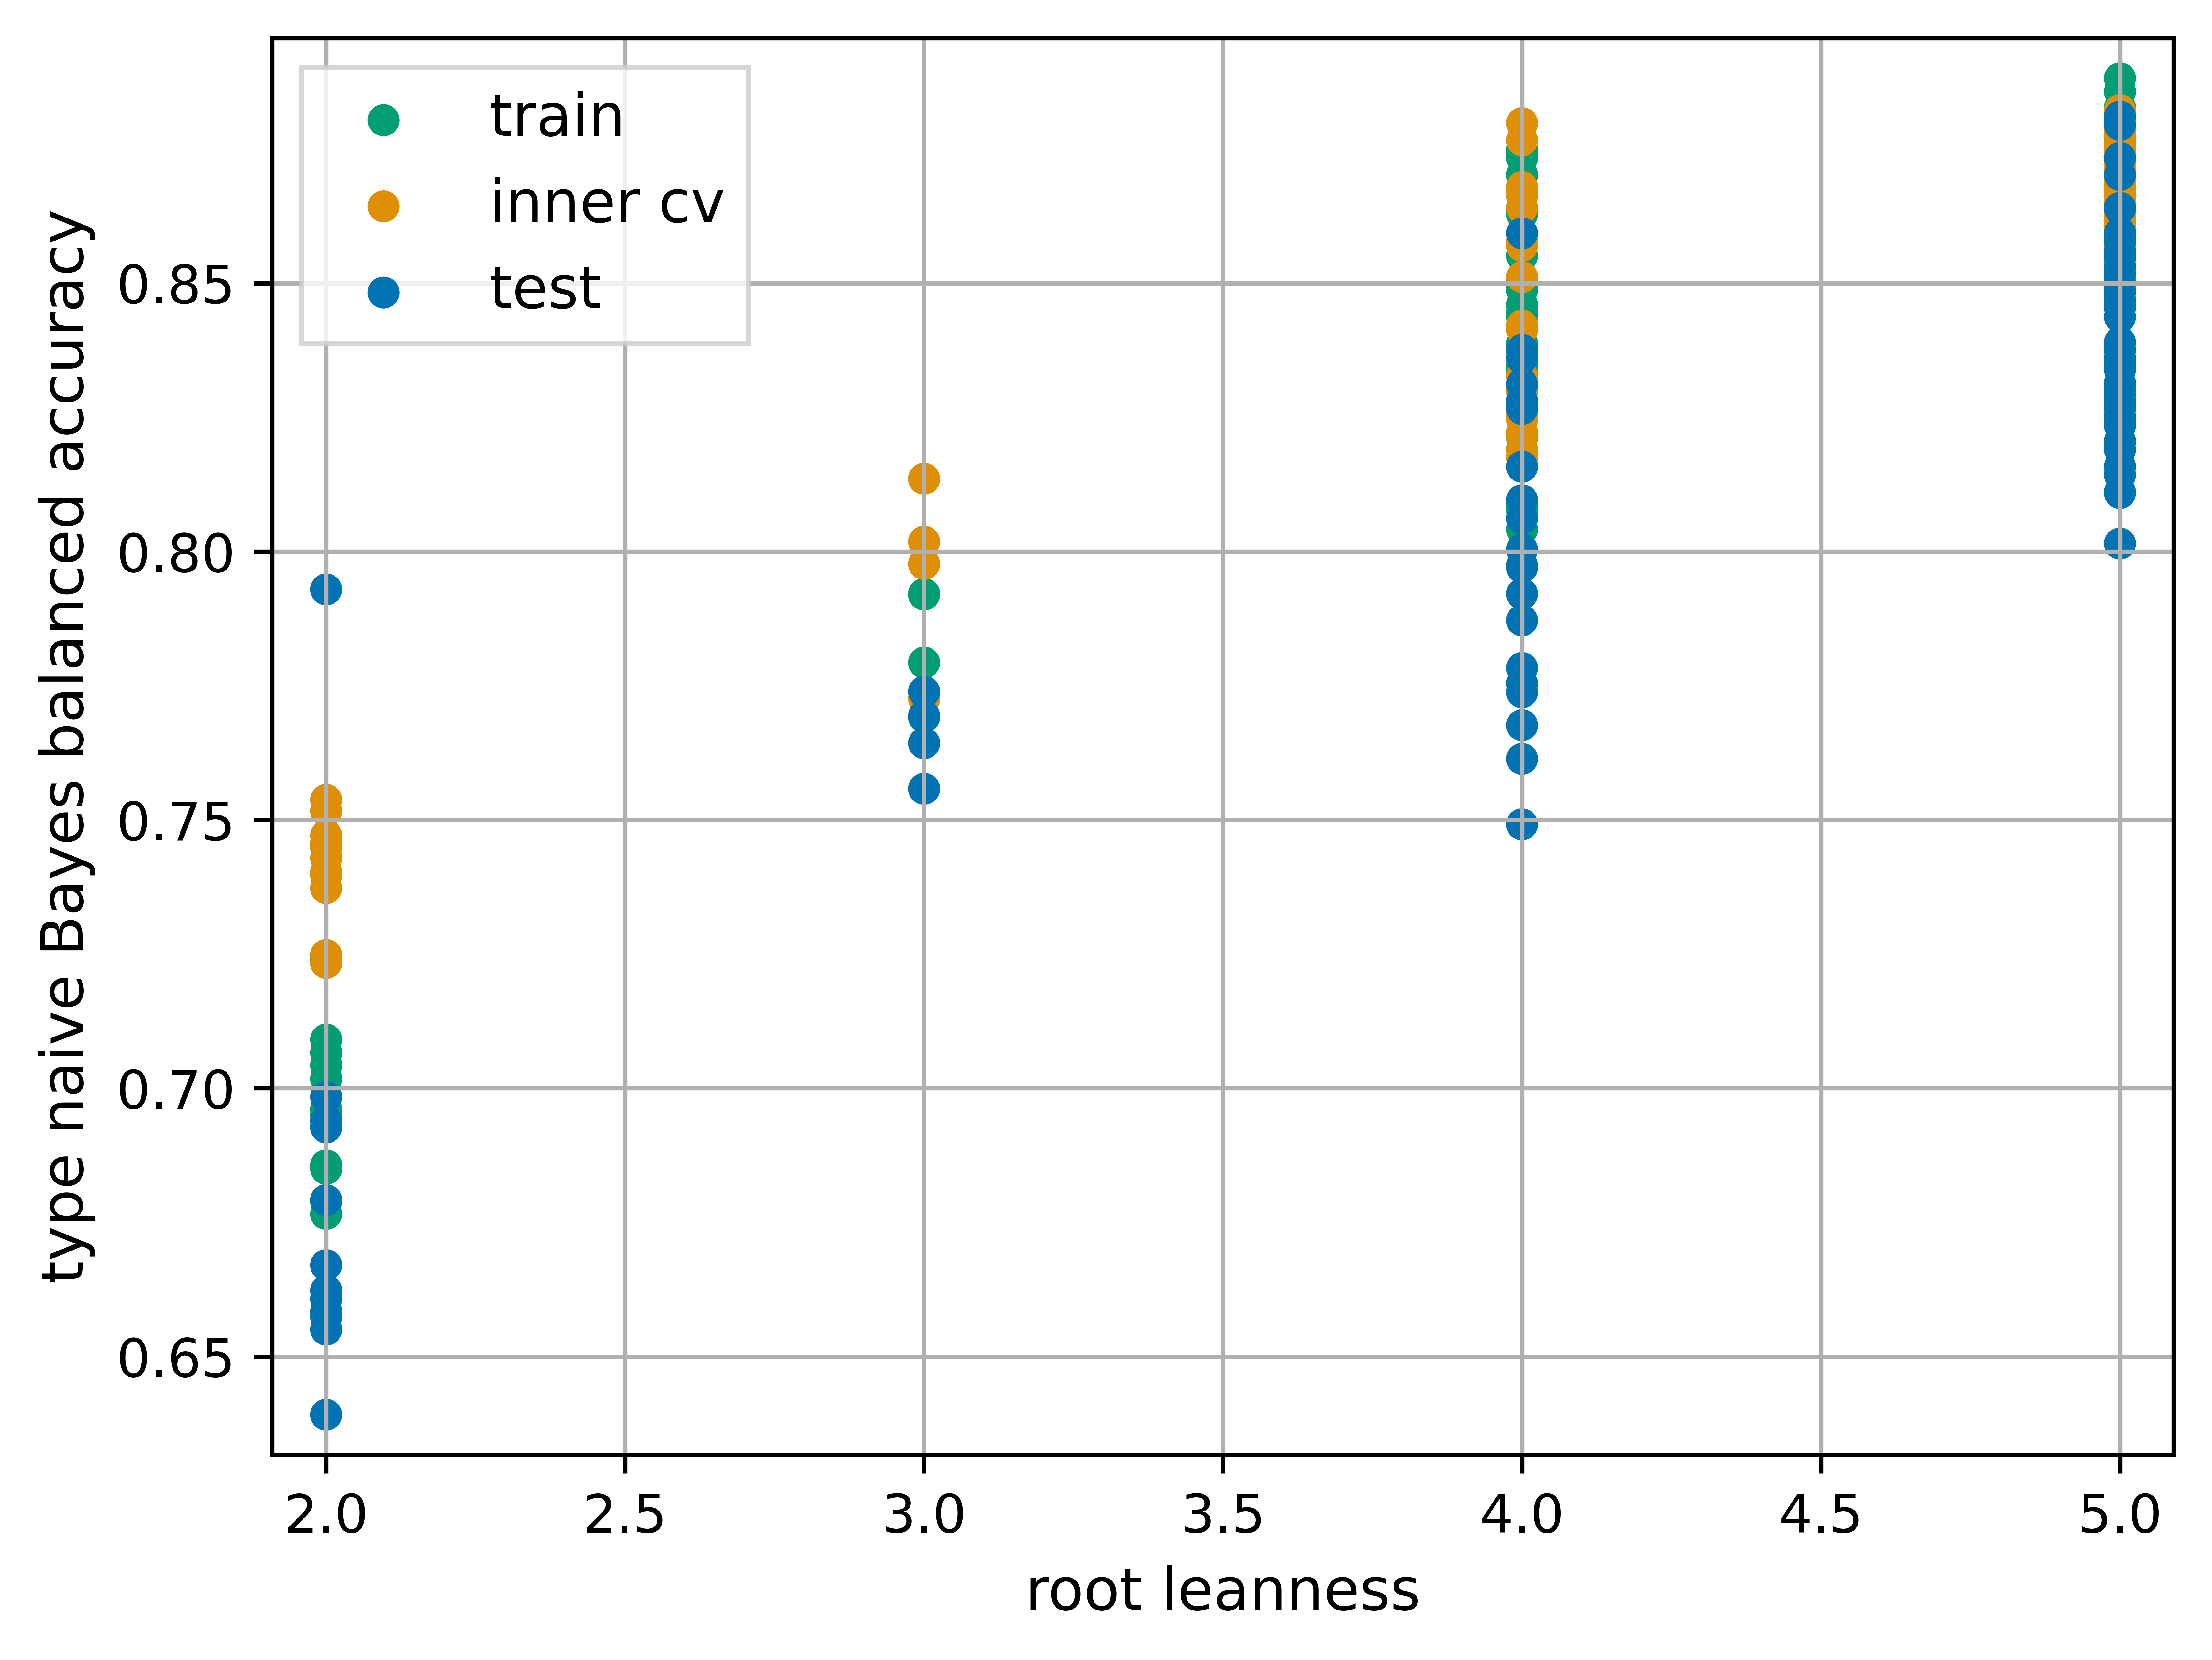 train
inner cv
test
type naive Bayes balanced accuracy
0.85
0.80
0.75
0.70
0.65
2.0 2.5 3.0 3.5 4.0 4.5 5.0
root leanness